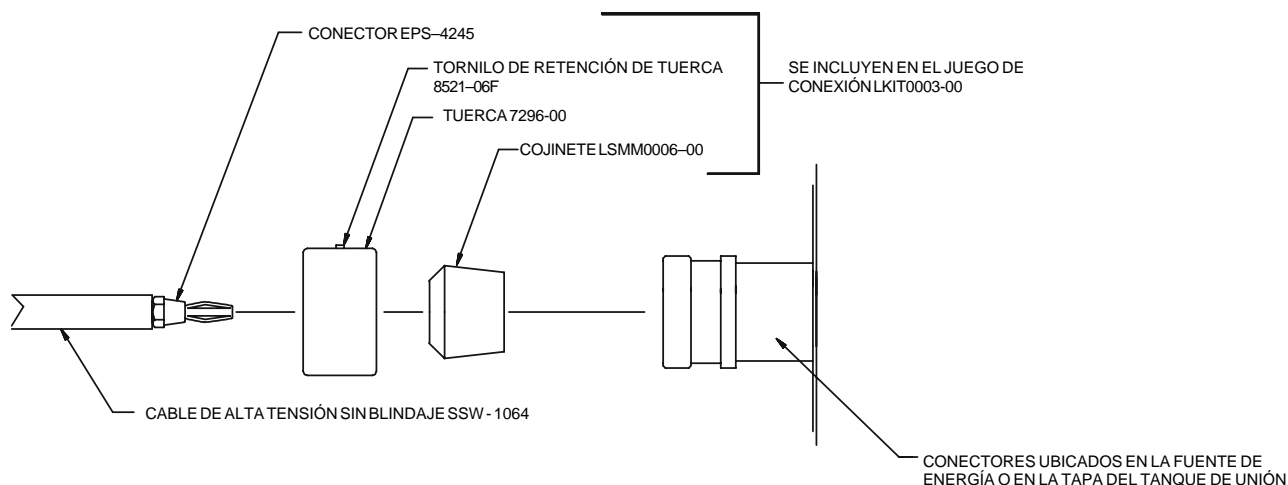 CONECTOR EPS–4245
TORNILO DE RETENCIÓN DE TUERCA
8521–06F
TUERCA 7296-00
COJINETE LSMM0006–00
SE INCLUYEN EN EL JUEGO DE
CONEXIÓN LKIT0003-00
CABLE DE ALTA TENSIÓN SIN BLINDAJE SSW - 1064
CONECTORES UBICADOS EN LA FUENTE DE
ENERGÍA O EN LA TAPA DEL TANQUE DE UNIÓN